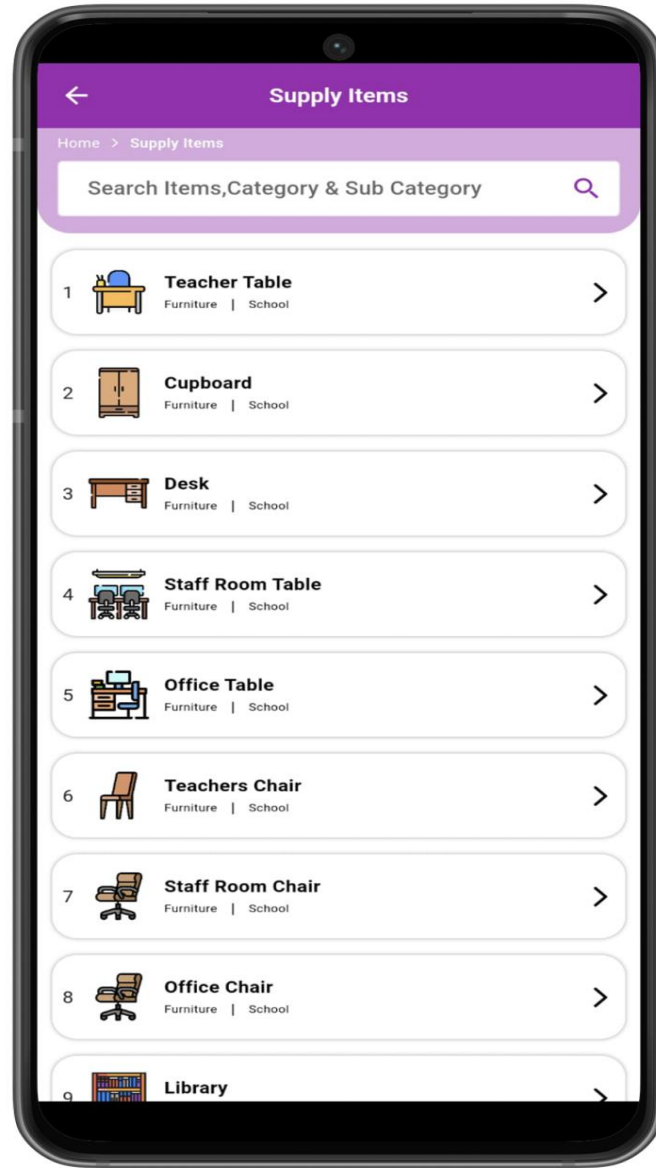 Supply Items
Home > Supply Items
Search Items,Category & Sub Category
1
Teacher Table
Furniture | School
2
Cupboard
Furniture | School
3
Desk
Furniture | School
4
Staff Room Table
Furniture | School
5
Office Table
Furniture | School
6
Teachers Chair
Furniture | School
7
Staff Room Chair
Furniture | School
8
Office Chair
Furniture | School
9
Library